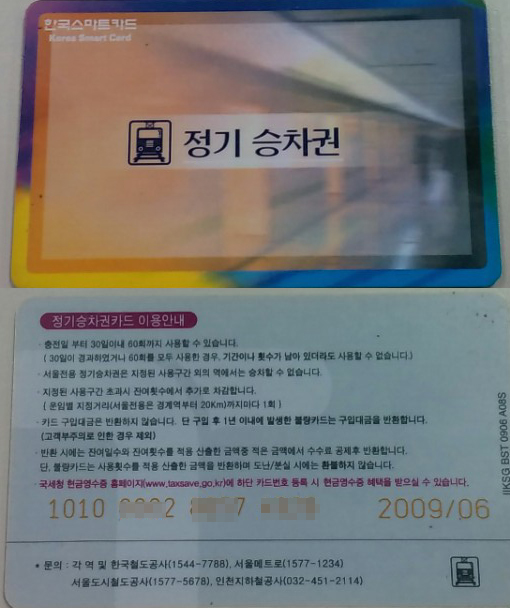 한국스마트카드
Korea Smart Card
정기 승차권
정기승차권카드 이용안내
· 충전일 부터 30일이내 60회까지 사용할 수 있습니다.
( 30일이 경과하였거나 60회를 모두 사용한 경우, 기간이나 횟수가 남아 있더라도 사용할 수 없습니다.)
· 서울전용 정기승차권은 지정된 사용구간 외의 역에서는 승차할 수 없습니다.
· 지정된 사용구간 초과시 잔여횟수에서 추가로 차감합니다.
( 운임별 지정거리(서울전용은 경계역부터 20Km)까지마다 1회 )
· 카드 구입대금은 반환하지 않습니다. 단 구입 후 1년 이내에 발생한 불량카드는 구입대금을 반환합니다.
(고객부주의로 인한 경우 제외)
· 반환 시에는 잔여일수와 잔여횟수를 적용 산출한 금액중 적은 금액에서 수수료 공제후 반환합니다.
단, 불량카드는 사용횟수를 적용 산출한 금액을 반환하며 도난/분실 시에는 환불하지 않습니다.
· 국세청 현금영수증 홈페이지(www.taxsave.go.kr)에 하단 카드번호 등록 시 현금영수증 혜택을 받으실 수 있습니다.
1010 2009/06
IIKSG BST 0906 A08S
* 문의 : 각 역 및 한국철도공사(1544-7788), 서울메트로(1577-1234)
서울도시철도공사(1577-5678), 인천지하철공사(032-451-2114)